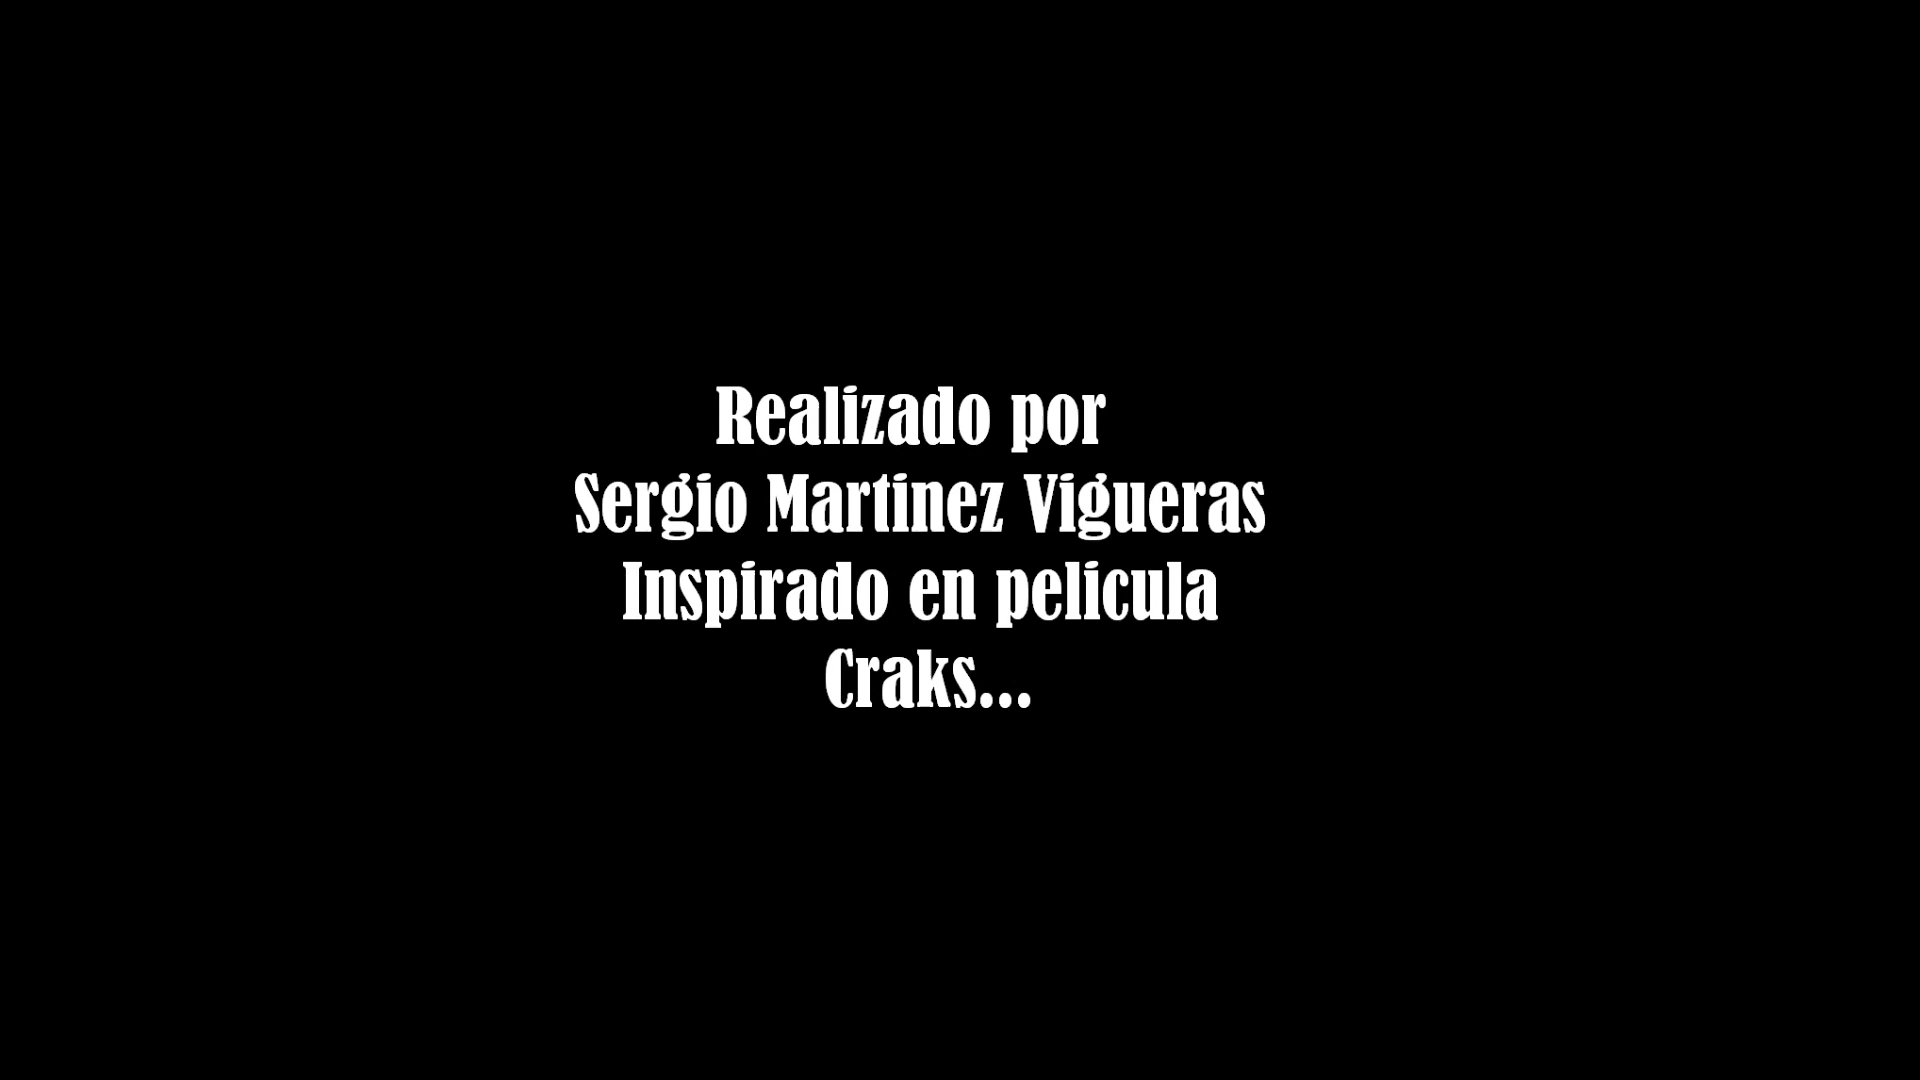 Realizado por
Sergio Martinez Vigueras
Inspirado en pelicula
Craks...